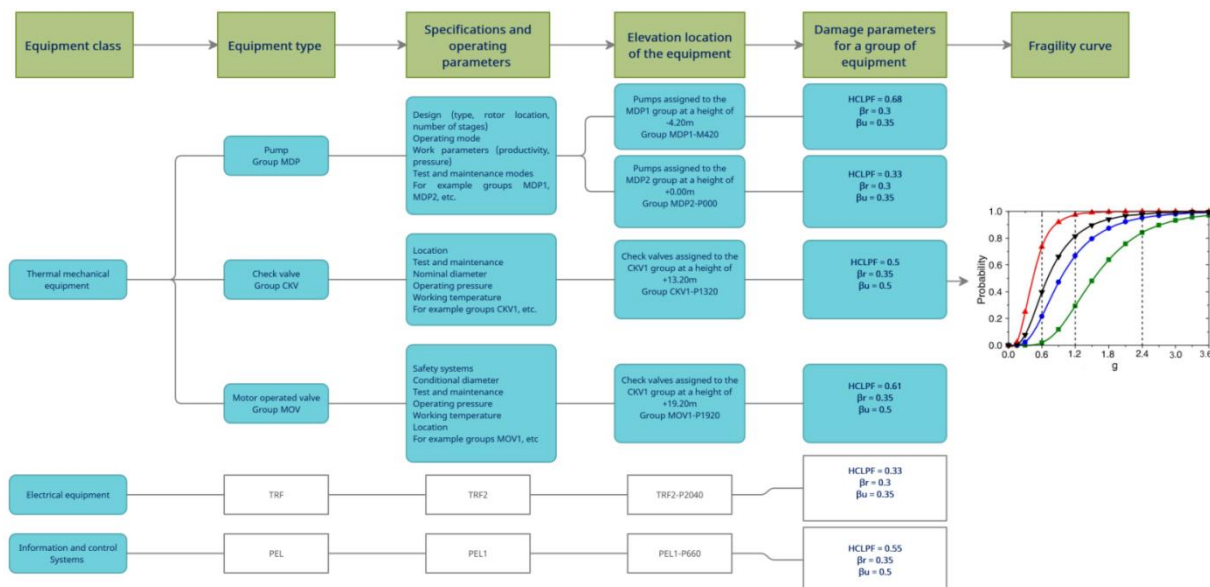 Equipment class
Equipment type
Specifications and
operating
parameters
Elevation location
of the equipment
Damage parameters
for a group of
equipment
Fragility curve
Thermal mechanical
equipment
Pump
Group MDP
Design (type, rotor location,
number of stages)
Operating mode
Work parameters (productivity,
pressure)
Test and maintenance modes
For example groups MDP1,
MDP2, etc.
Pumps assigned to the
MDP1 group at a height of
-4.20m
Group MDP1-M420
HCLPF = 0.68
βr = 0.3
βu = 0.35
Pumps assigned to the
MDP2 group at a height of
+0.00m
Group MDP2-P000
HCLPF = 0.33
βr = 0.3
βu = 0.35
Check valve
Group CKV
Location
Test and maintenance
Nominal diameter
Operating pressure
Working temperature
For example groups CKV1, etc.
Check valves assigned to the
CKV1 group at a height of
+13.20m
Group CKV1-P1320
HCLPF = 0.5
βr = 0.35
βu = 0.5
Motor operated valve
Group MOV
Safety systems
Conditional diameter
Test and maintenance
Operating pressure
Working temperature
Location
For example groups MOV1, etc
Check valves assigned to the
CKV1 group at a height of
+19.20m
Group MOV1-P1920
HCLPF = 0.61
βr = 0.35
βu = 0.5
Electrical equipment
TRF
TRF2
TRF2-P2040
HCLPF = 0.33
βr = 0.3
βu = 0.35
Information and control
Systems
PEL
PEL1
PEL1-P660
HCLPF = 0.55
βr = 0.35
βu = 0.5
Probability
1.0
0.8
0.6
0.4
0.2
0.0
0.0 0.6 1.2 1.8 2.4 3.0 3.6
g